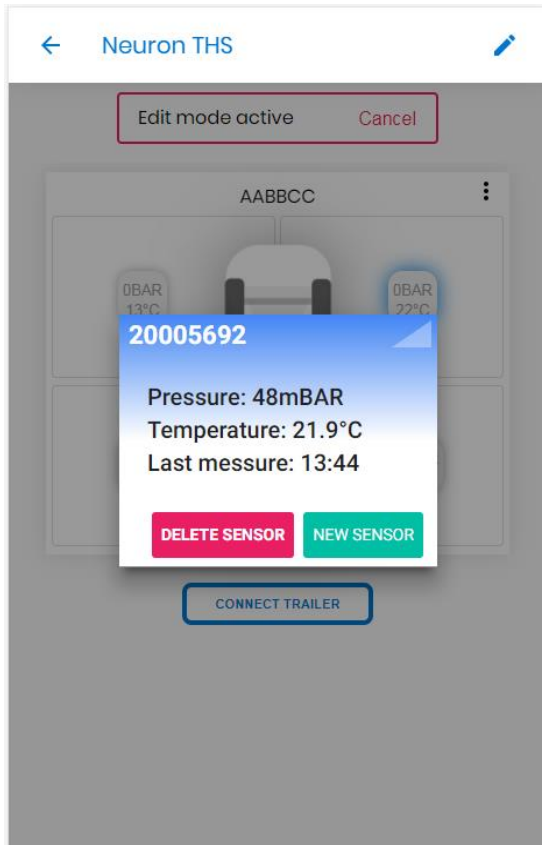 Neuron THS
Edit mode active Cancel
AABBCC
0BAR 0BAR
13°C 22°C
20005692
Pressure: 48mBAR
Temperature: 21.9°C
Last messure: 13:44
DELETE SENSOR NEW SENSOR
CONNECT TRAILER